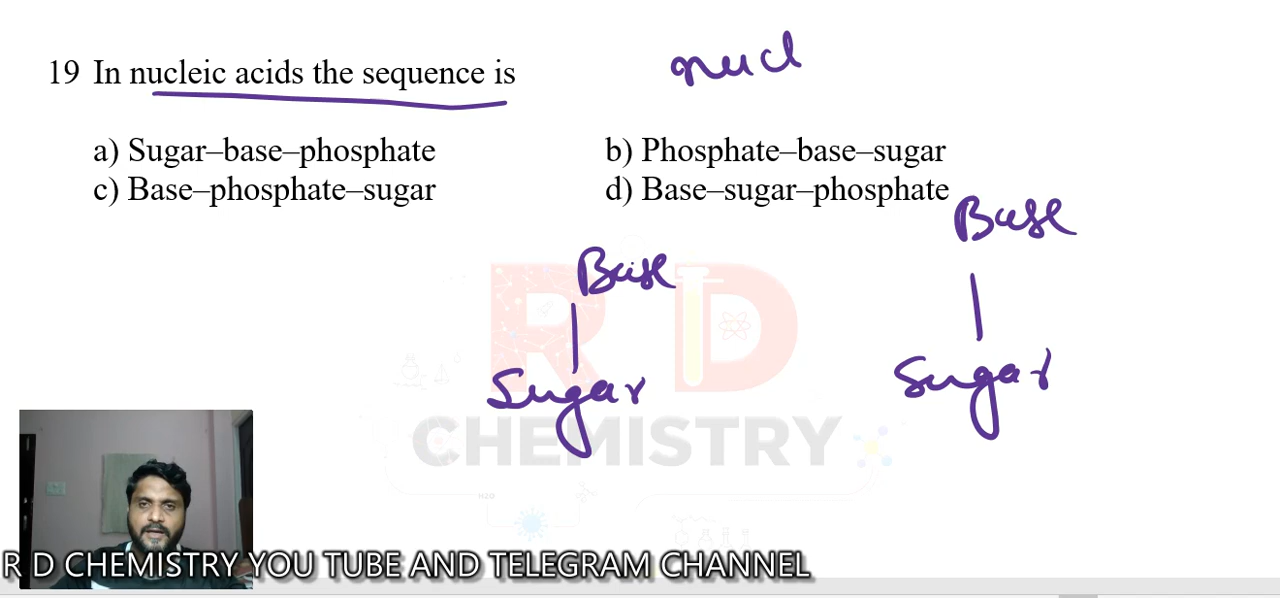 19 In nucleic acids the sequence is
nucl
a) Sugar–base–phosphate
b) Phosphate–base–sugar
c) Base–phosphate–sugar
d) Base–sugar–phosphate
Base
Base
Sugar
Sugar
R D
CHEMISTRY
H2O
R D CHEMISTRY YOU TUBE AND TELEGRAM CHANNEL